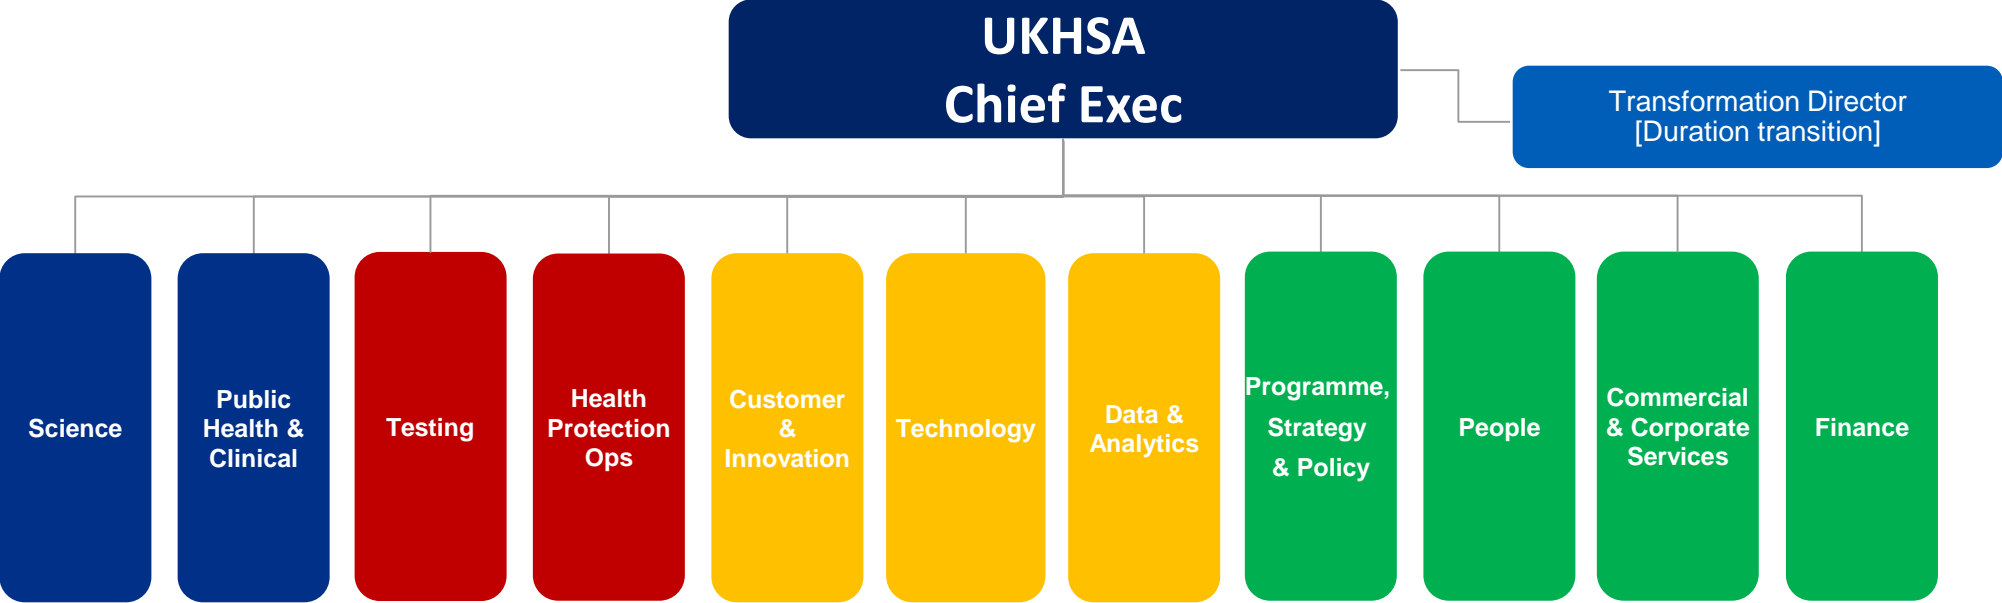 UKHSA
Chief Exec
Transformation Director
[Duration transition]
Science
Public
Health &
Clinical
Testing
Health
Protection
Ops
Customer
&
Innovation
Technology
Data &
Analytics
Programme,
Strategy
& Policy
People
Commercial
& Corporate
Services
Finance